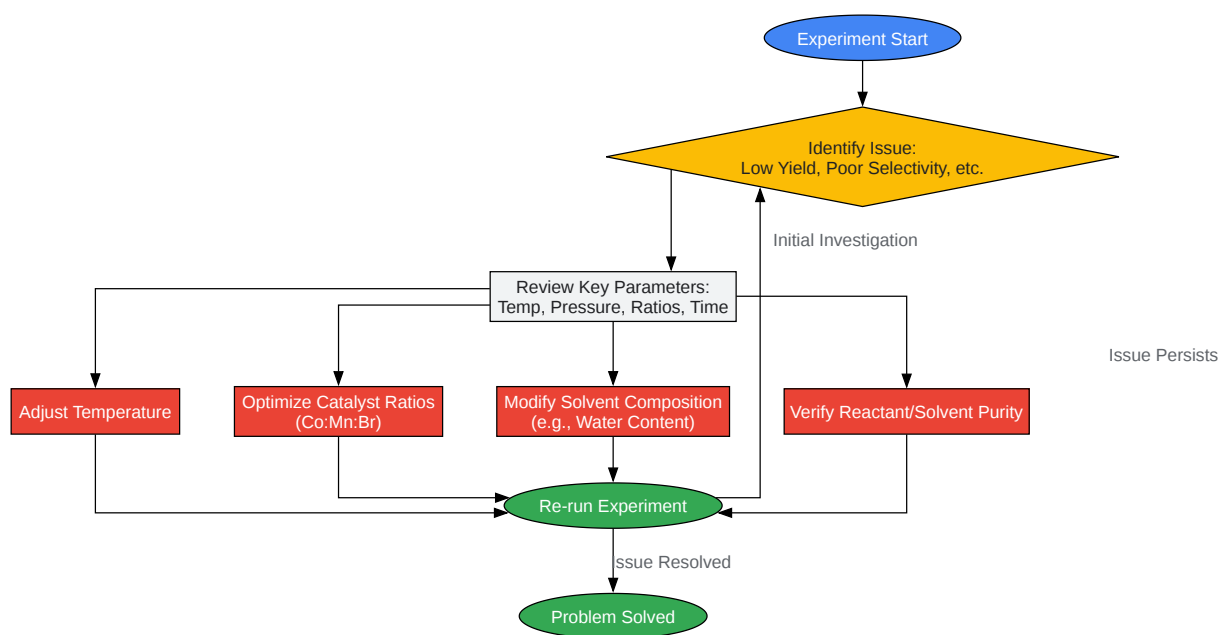 Experiment Start
Identify Issue:
Low Yield, Poor Selectivity, etc.
Initial Investigation
Review Key Parameters:
Temp, Pressure, Ratios, Time
Issue Persists
Adjust Temperature
Optimize Catalyst Ratios
(Co:Mn:Br)
Modify Solvent Composition
(e.g., Water Content)
Verify Reactant/Solvent Purity
Re-run Experiment
Issue Resolved
Problem Solved